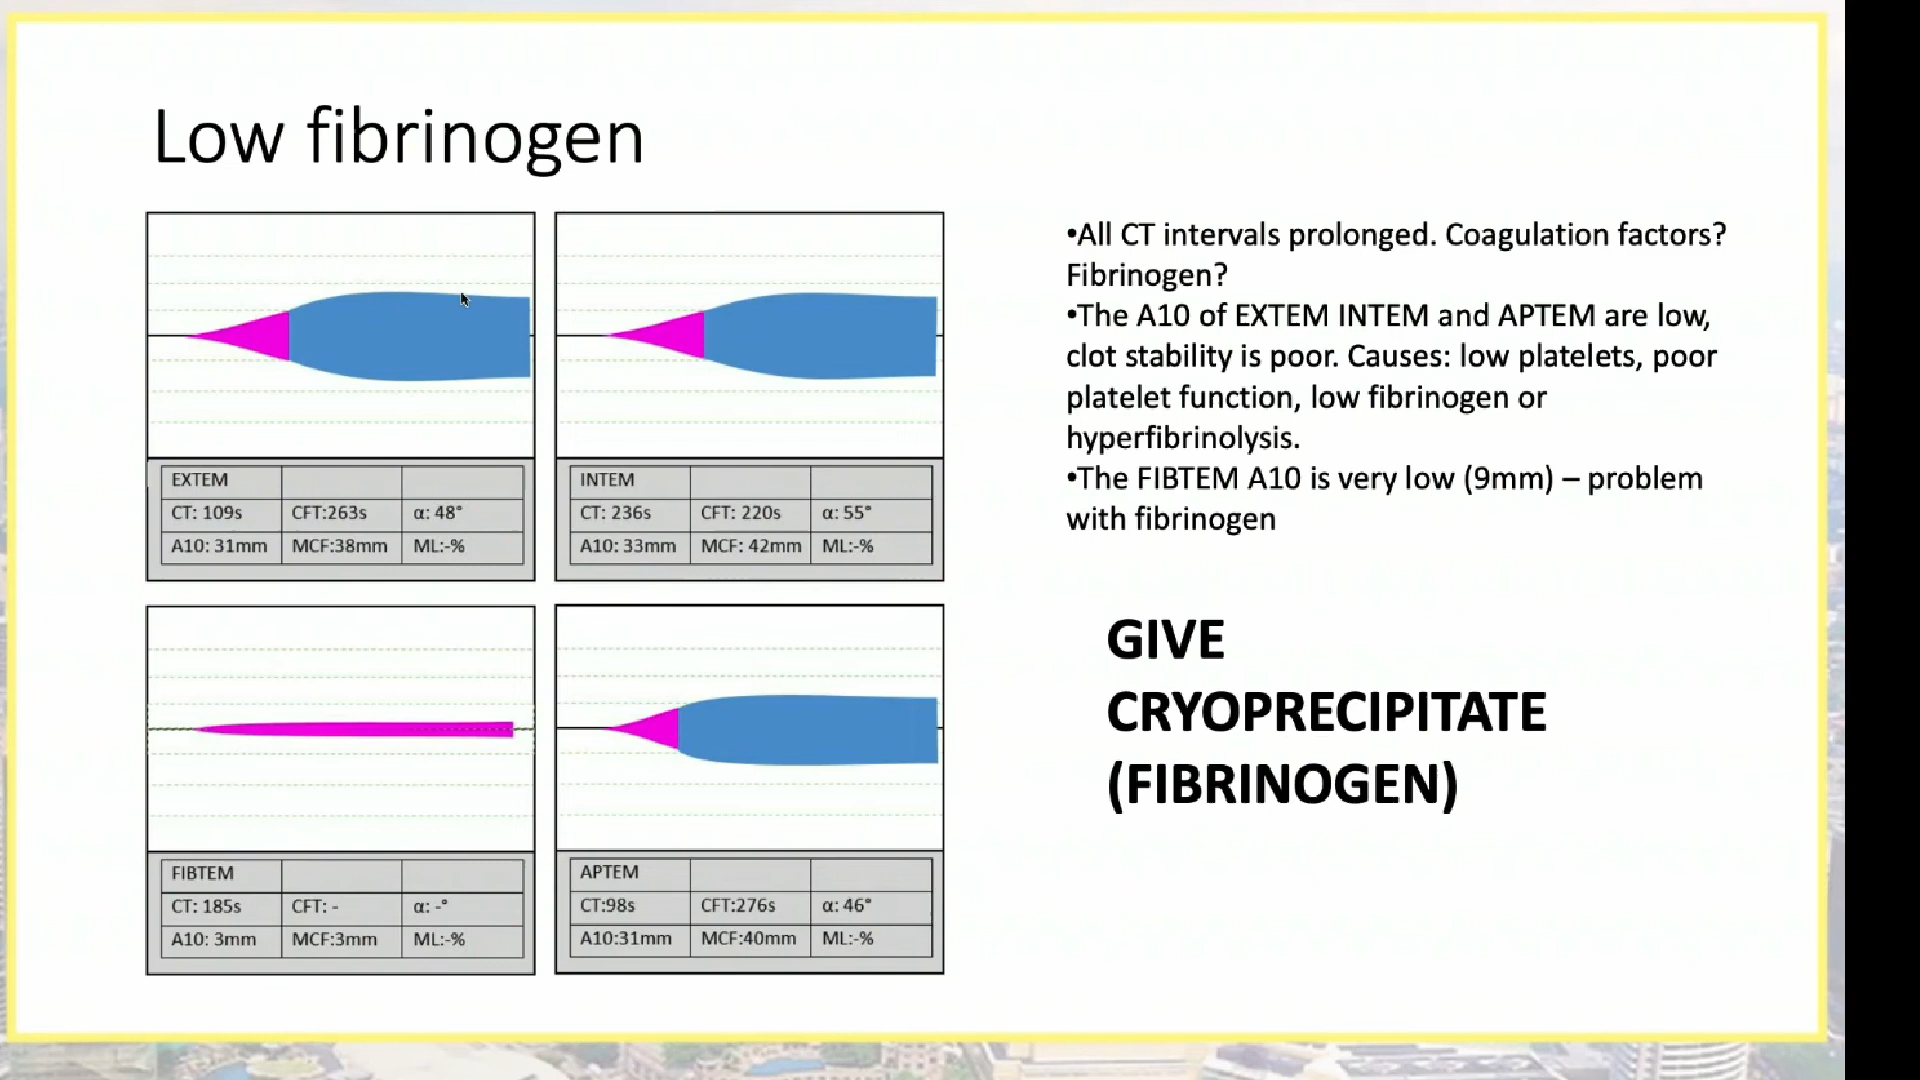 Low fibrinogen
EXTEM
CT: 109s CFT:263s α: 48°
A10: 31mm MCF:38mm ML:-%
INTEM
CT: 236s CFT: 220s α: 55°
A10: 33mm MCF: 42mm ML:-%
FIBTEM
CT: 185s CFT: - α: -°
A10: 3mm MCF:3mm ML:-%
APTEM
CT:98s CFT:276s α: 46°
A10:31mm MCF:40mm ML:-%
•All CT intervals prolonged. Coagulation factors?
Fibrinogen?
•The A10 of EXTEM INTEM and APTEM are low,
clot stability is poor. Causes: low platelets, poor
platelet function, low fibrinogen or
hyperfibrinolysis.
•The FIBTEM A10 is very low (9mm) – problem
with fibrinogen
GIVE
CRYOPRECIPITATE
(FIBRINOGEN)